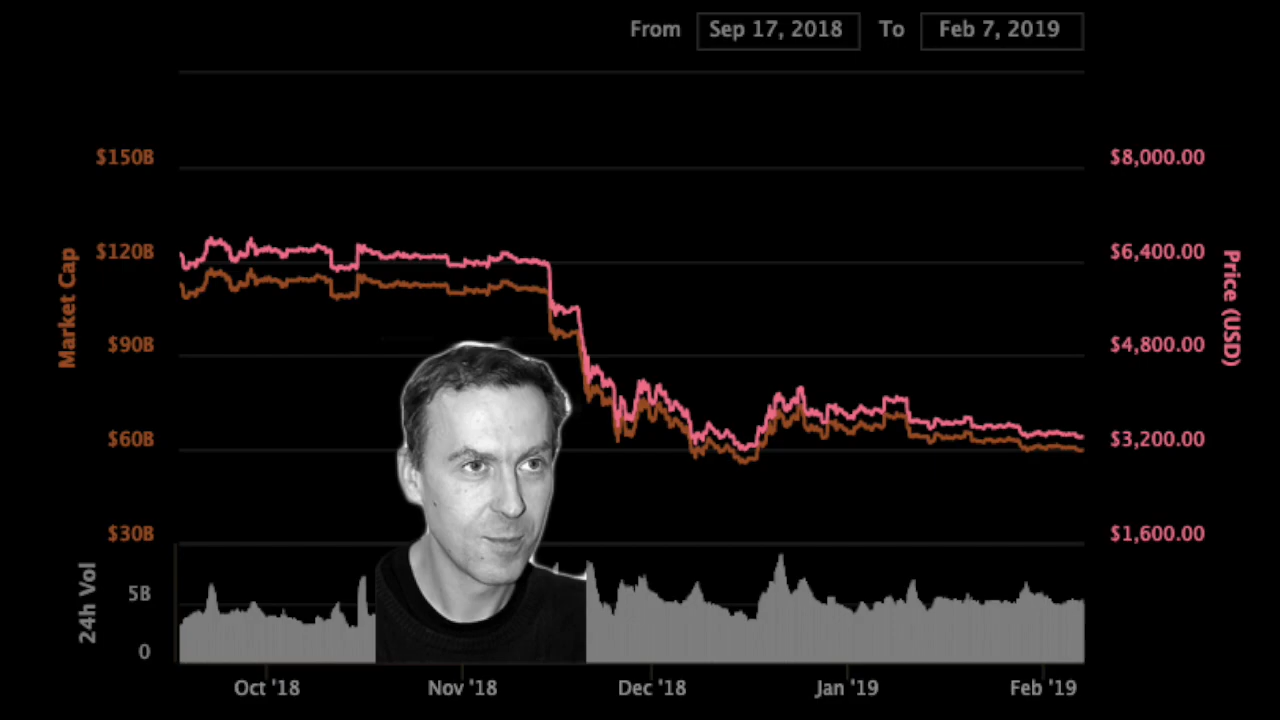 From Sep 17, 2018 To Feb 7, 2019
$150B $8,000.00
$120B $6,400.00
Market Cap
Price (USD)
$90B $4,800.00
$60B $3,200.00
$30B $1,600.00
24h Vol
5B
0
Oct '18 Nov '18 Dec '18 Jan '19 Feb '19